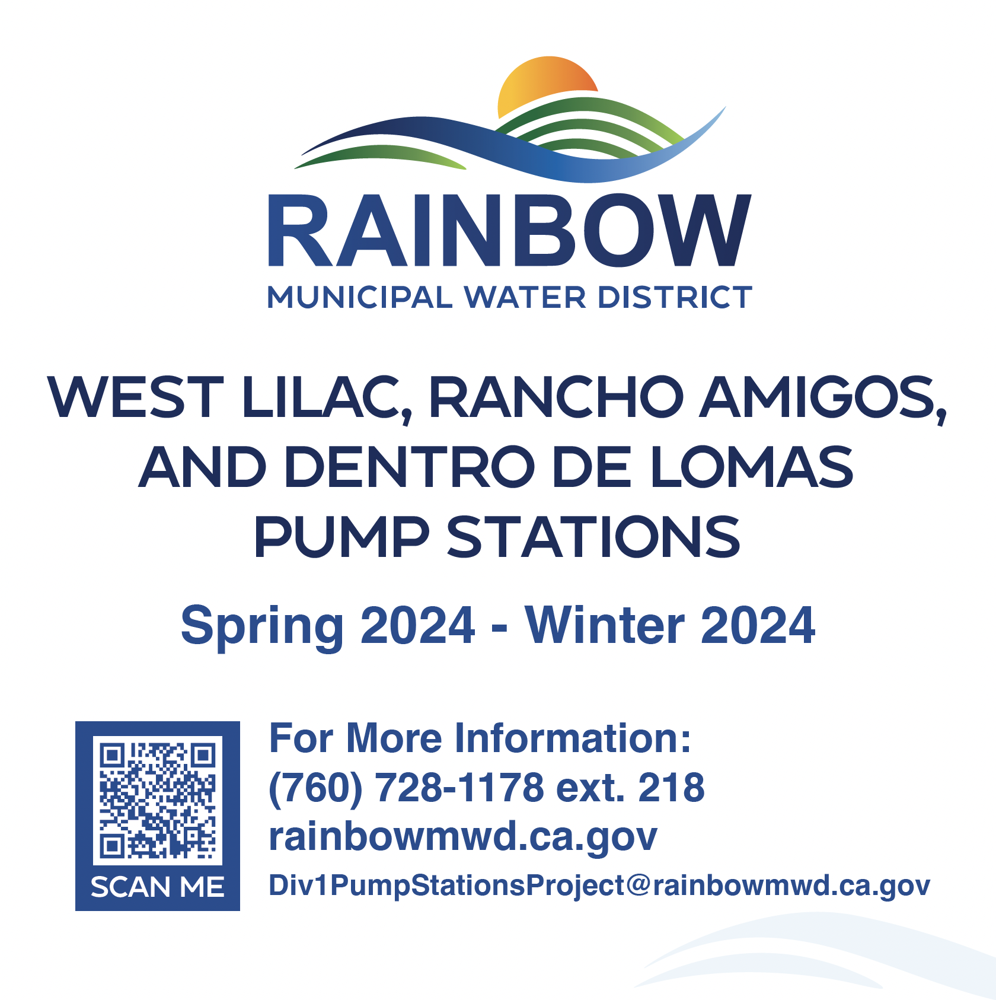 RAINBOW
MUNICIPAL WATER DISTRICT
WEST LILAC, RANCHO AMIGOS,
AND DENTRO DE LOMAS
PUMP STATIONS
Spring 2024 - Winter 2024
For More Information:
(760) 728-1178 ext. 218
rainbowmwd.ca.gov
Div1PumpStationsProject@rainbowmwd.ca.gov
SCAN ME